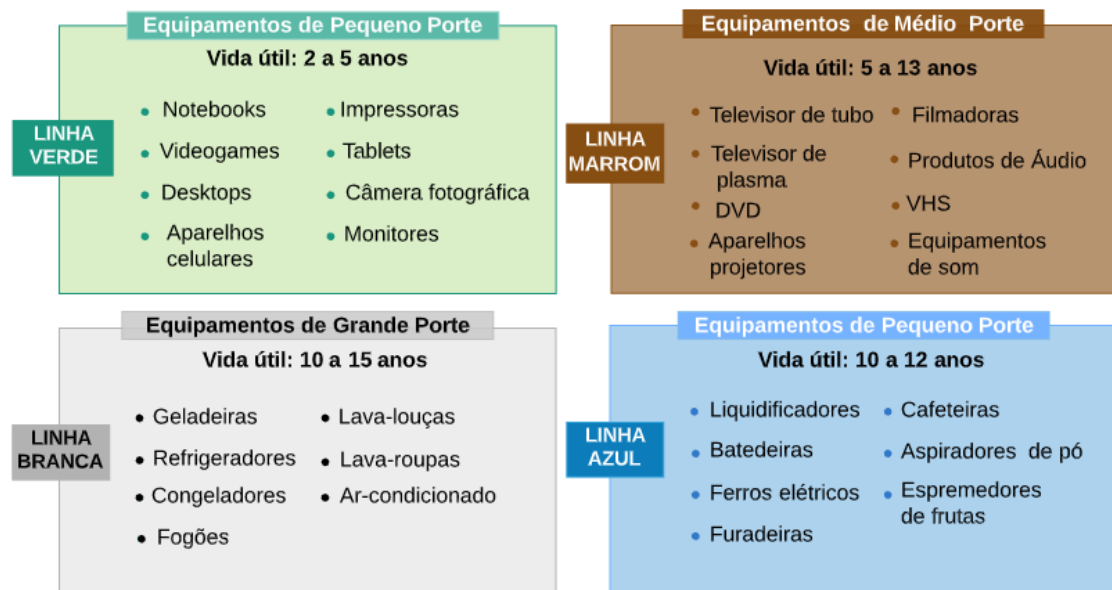 Equipamentos de Pequeno Porte
Vida útil: 2 a 5 anos
LINHA
VERDE
Notebooks
Videogames
Desktops
Aparelhos
celulares
Impressoras
Tablets
Câmera fotográfica
Monitores
Equipamentos de Médio Porte
Vida útil: 5 a 13 anos
LINHA
MARROM
Televisor de tubo
Televisor de
plasma
DVD
Aparelhos
projetores
Filmadoras
Produtos de Áudio
VHS
Equipamentos
de som
Equipamentos de Grande Porte
Vida útil: 10 a 15 anos
LINHA
BRANCA
Geladeiras
Refrigeradores
Congeladores
Fogões
Lava-louças
Lava-roupas
Ar-condicionado
Equipamentos de Pequeno Porte
Vida útil: 10 a 12 anos
LINHA
AZUL
Liquidificadores
Batedeiras
Ferros elétricos
Furadeiras
Cafeteiras
Aspiradores de pó
Espremedores
de frutas